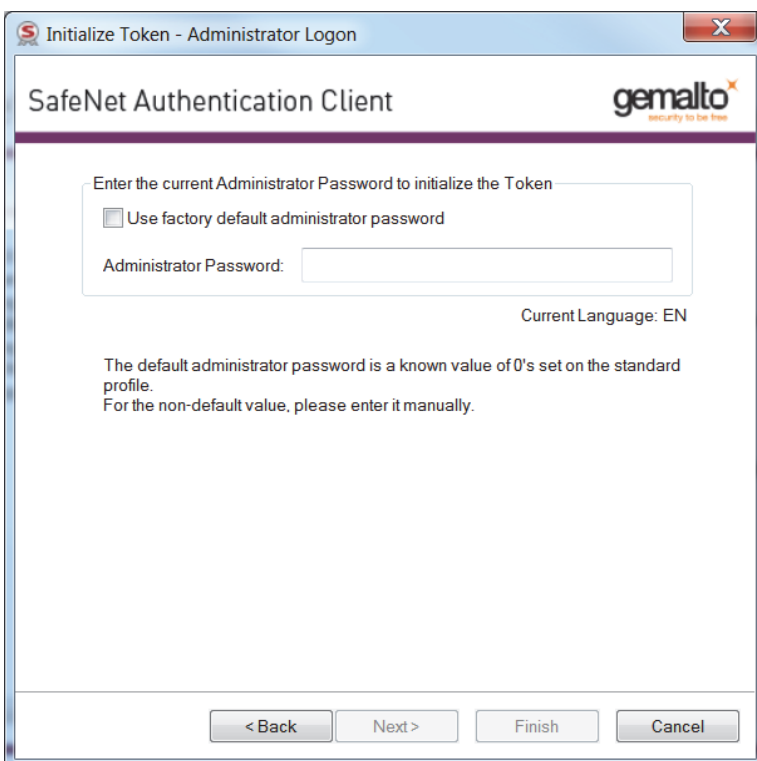 Initialize Token - Administrator Logon
SafeNet Authentication Client
gemalto
security to be free
Enter the current Administrator Password to initialize the Token
Use factory default administrator password
Administrator Password:
Current Language: EN
The default administrator password is a known value of 0's set on the standard
profile.
For the non-default value, please enter it manually.
< Back Next > Finish Cancel